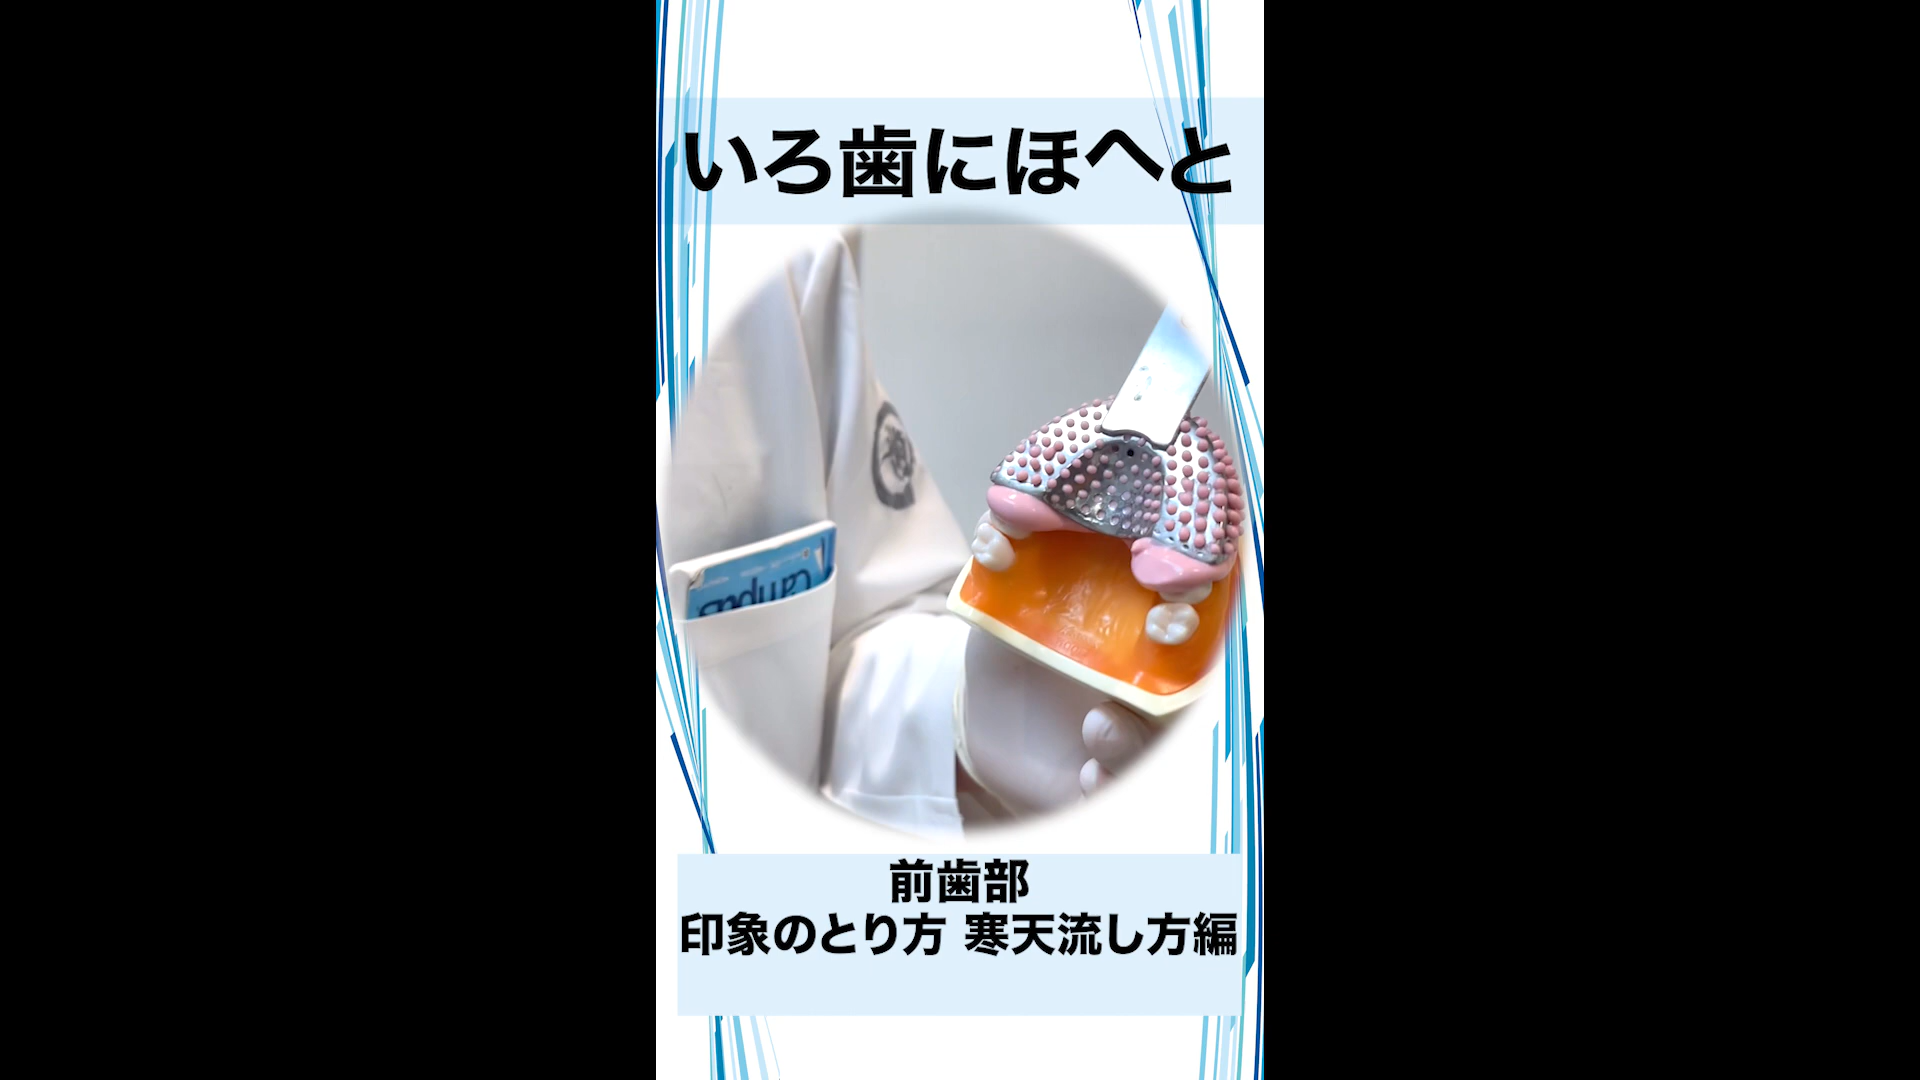 いろ歯にほへと
Campus
前歯部
印象のとり方 寒天流し方編